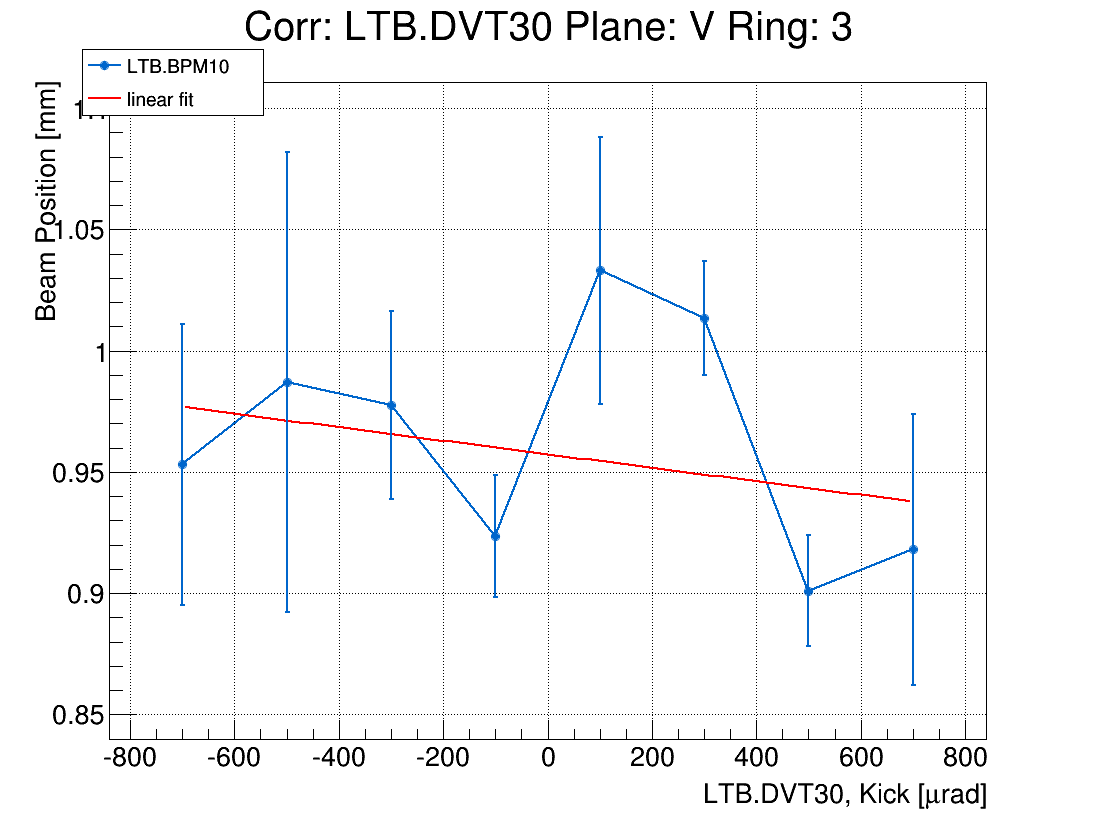 Corr: LTB.DVT30 Plane: V Ring: 3
LTB.BPM10
linear fit
Beam Position [mm]
1.05
1
0.95
0.9
0.85
-800 -600 -400 -200 0 200 400 600 800
LTB.DVT30, Kick [μrad]